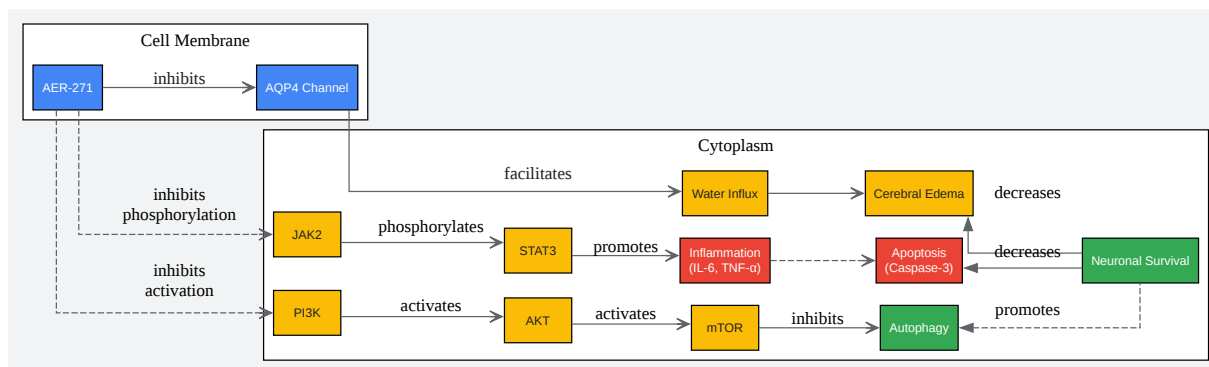 Cell Membrane
AER-271
inhibits
AQP4 Channel
Cytoplasm
facilitates
Water Influx
Cerebral Edema
decreases
inhibits
phosphorylation
JAK2
phosphorylates
STAT3
promotes
Inflammation
(IL-6, TNF-α)
Apoptosis
(Caspase-3)
decreases
Neuronal Survival
inhibits
activation
PI3K
activates
AKT
activates
mTOR
inhibits
Autophagy
promotes